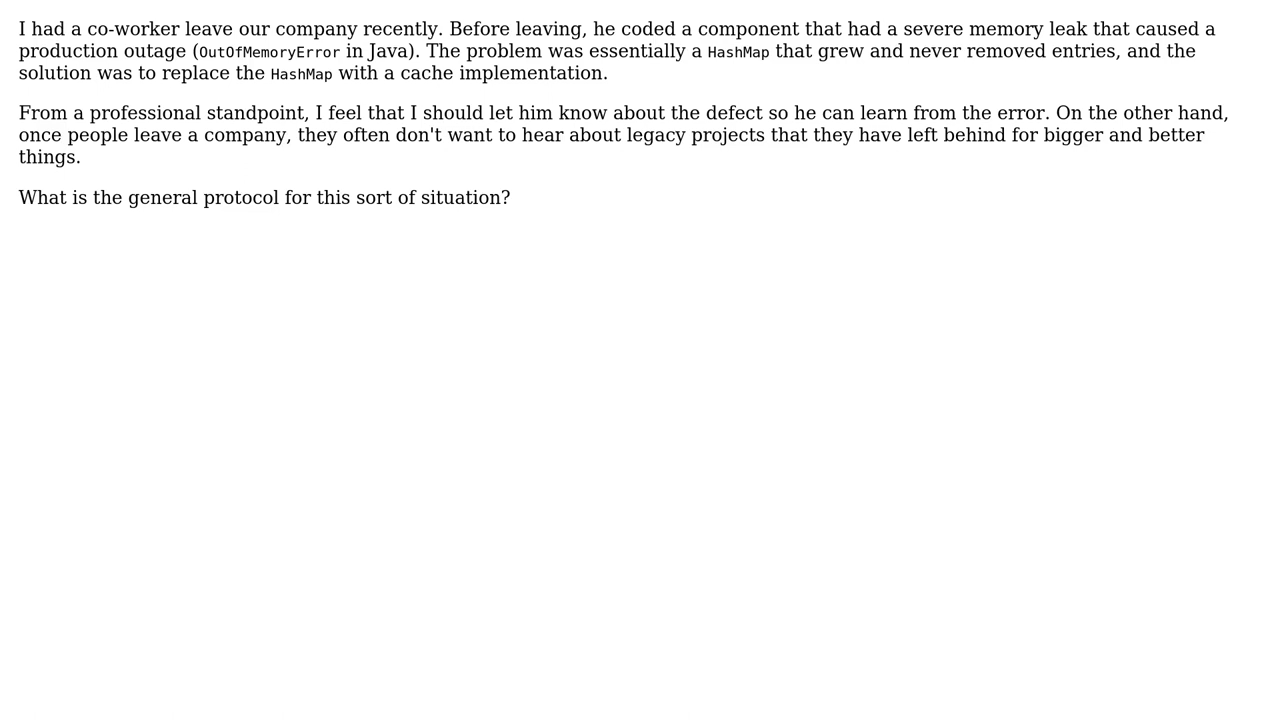 I had a co-worker leave our company recently. Before leaving, he coded a component that had a severe memory leak that caused a
production outage (OutOfMemoryError in Java). The problem was essentially a HashMap that grew and never removed entries, and the
solution was to replace the HashMap with a cache implementation.
From a professional standpoint, I feel that I should let him know about the defect so he can learn from the error. On the other hand,
once people leave a company, they often don't want to hear about legacy projects that they have left behind for bigger and better
things.
What is the general protocol for this sort of situation?